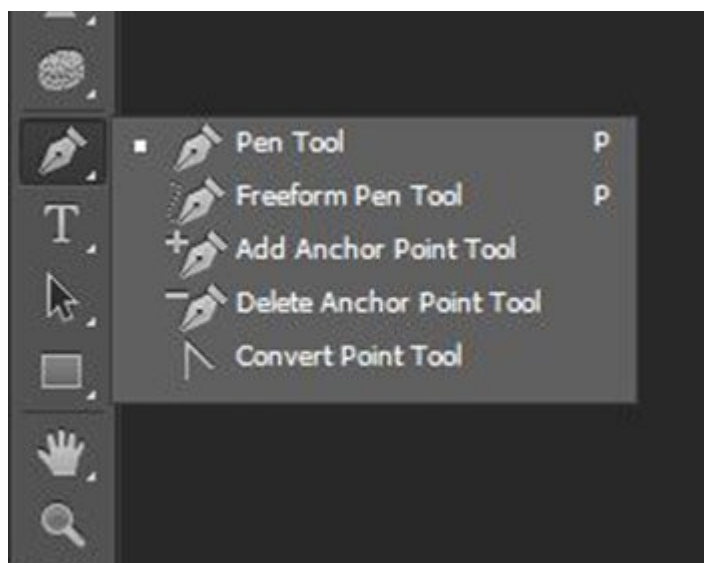 Pen Tool P
Freeform Pen Tool P
Add Anchor Point Tool
Delete Anchor Point Tool
Convert Point Tool